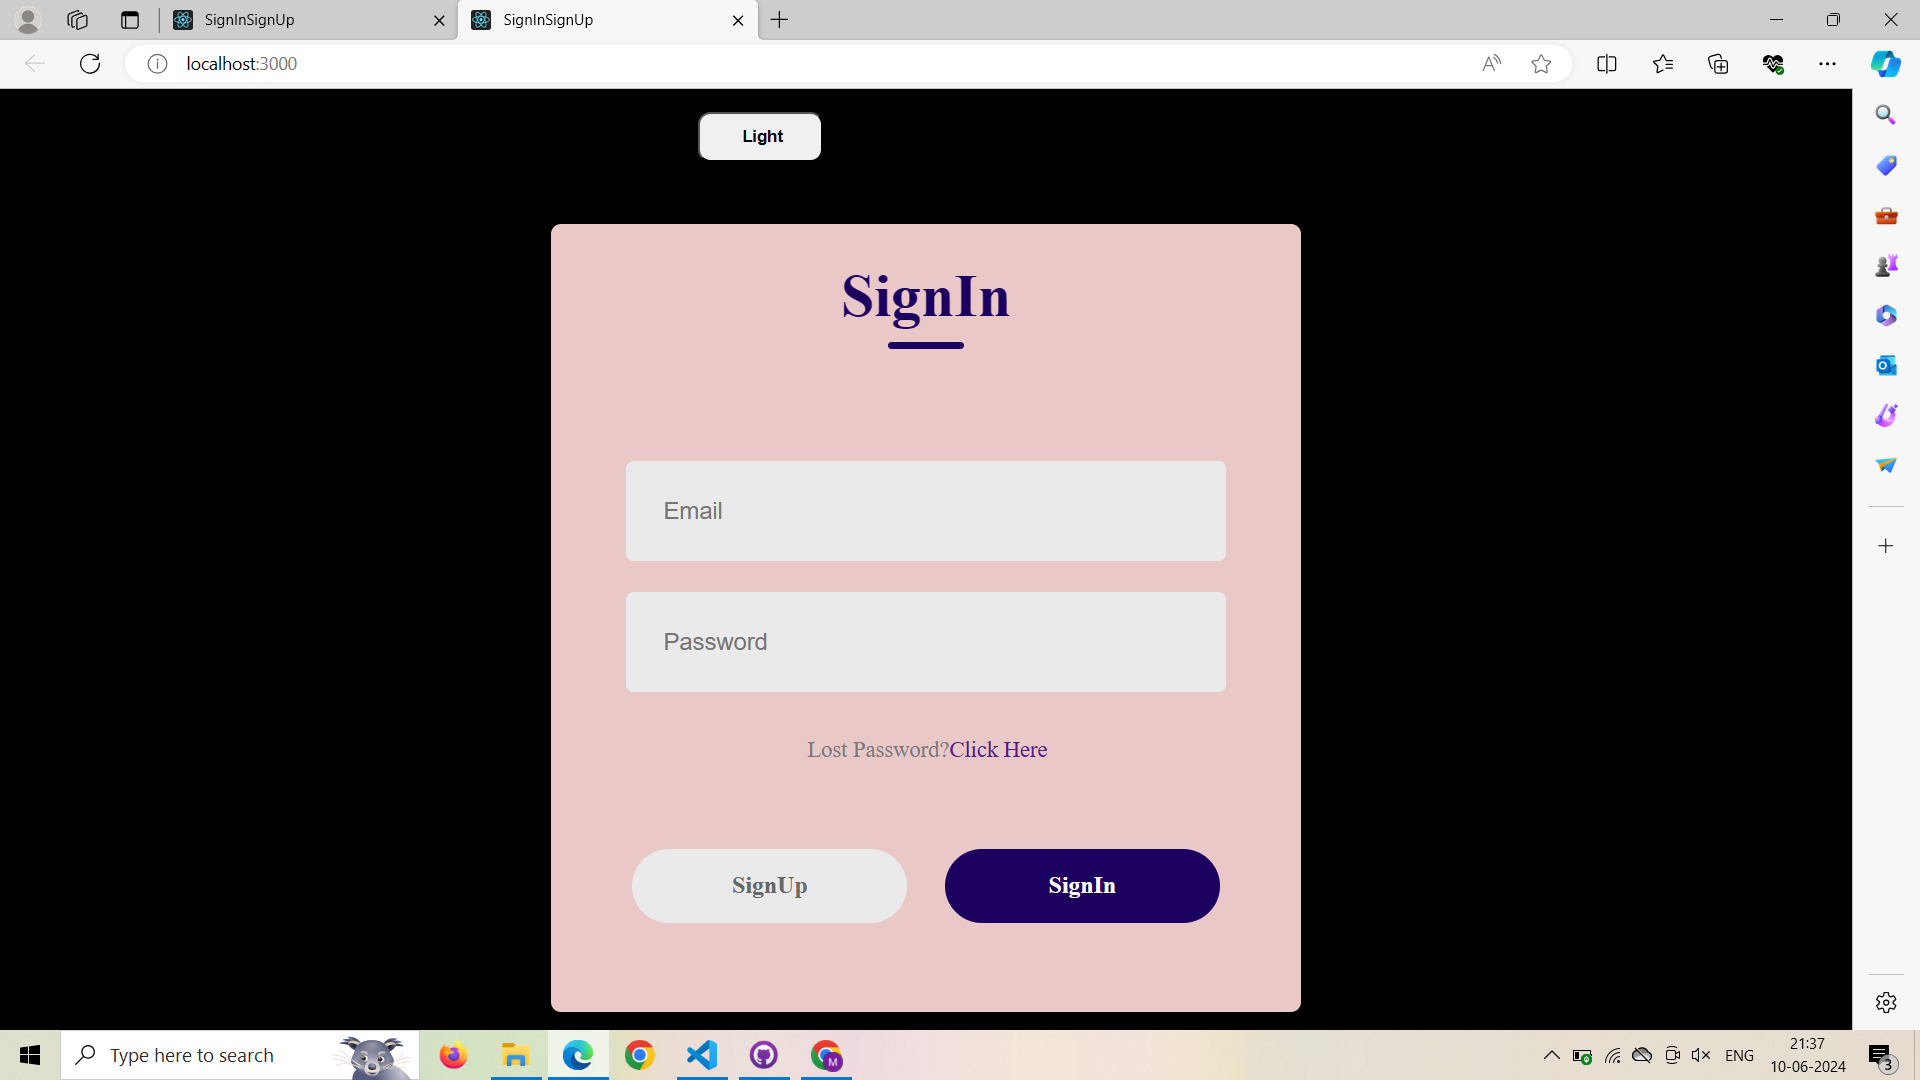 SignInSignUp
SignInSignUp
localhost:3000
Light
SignIn
Email
Password
Lost Password?Click Here
SignUp
SignIn
Type here to search
M
ENG
21:37
10-06-2024
3